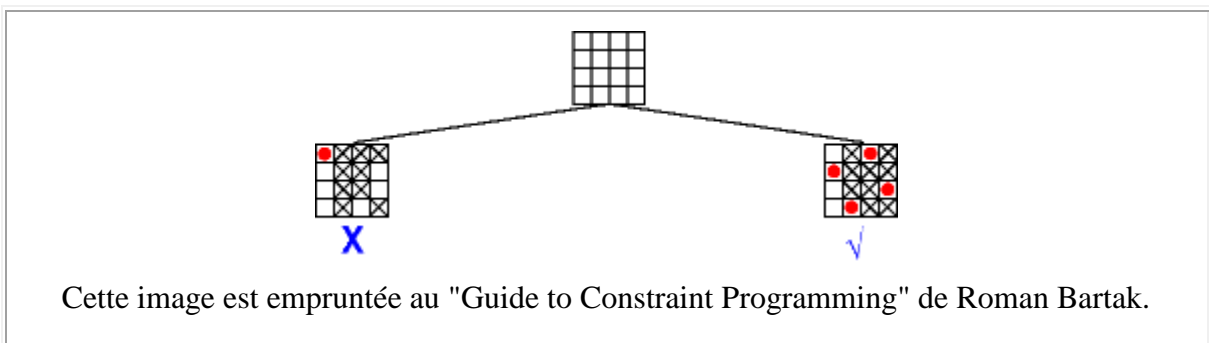 X √
Cette image est empruntée au "Guide to Constraint Programming" de Roman Bartak.